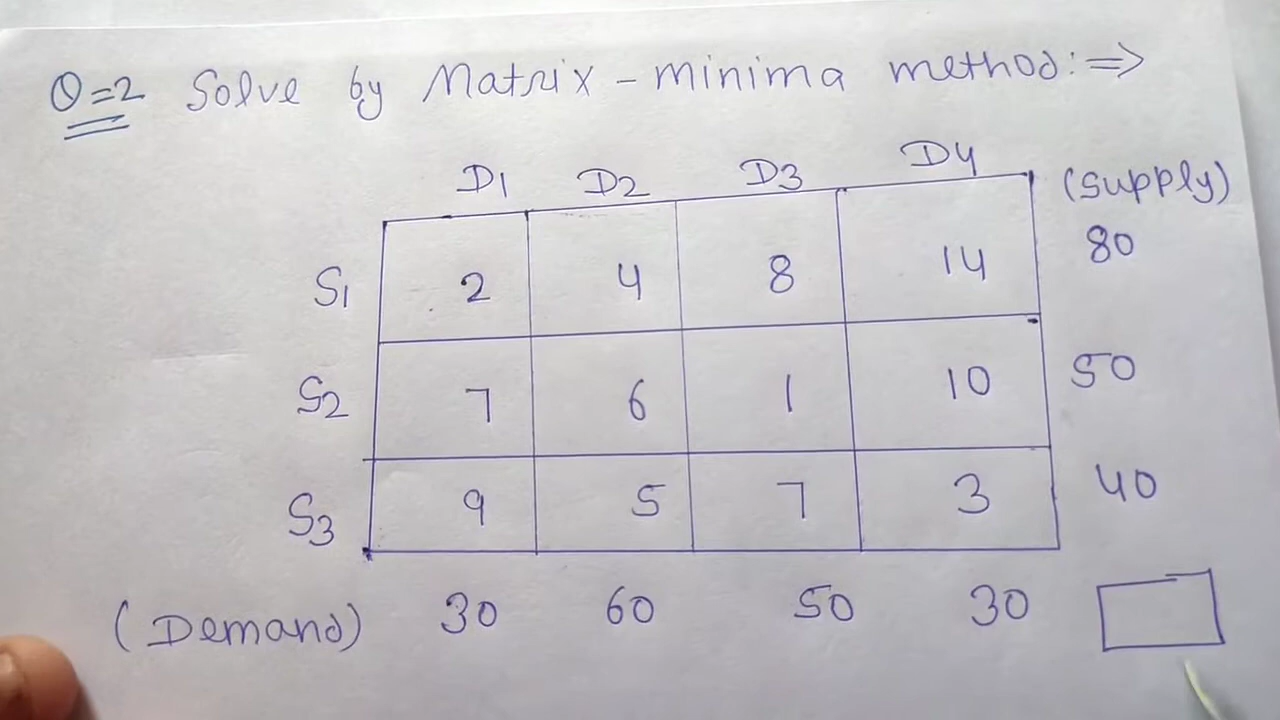 Q=2 Solve by Matrix-minima method:⇒
D1 D2 D3 D4 (Supply)
S1 2 4 8 14 80
S2 7 6 1 10 50
S3 9 5 7 3 40
(Demand) 30 60 50 30